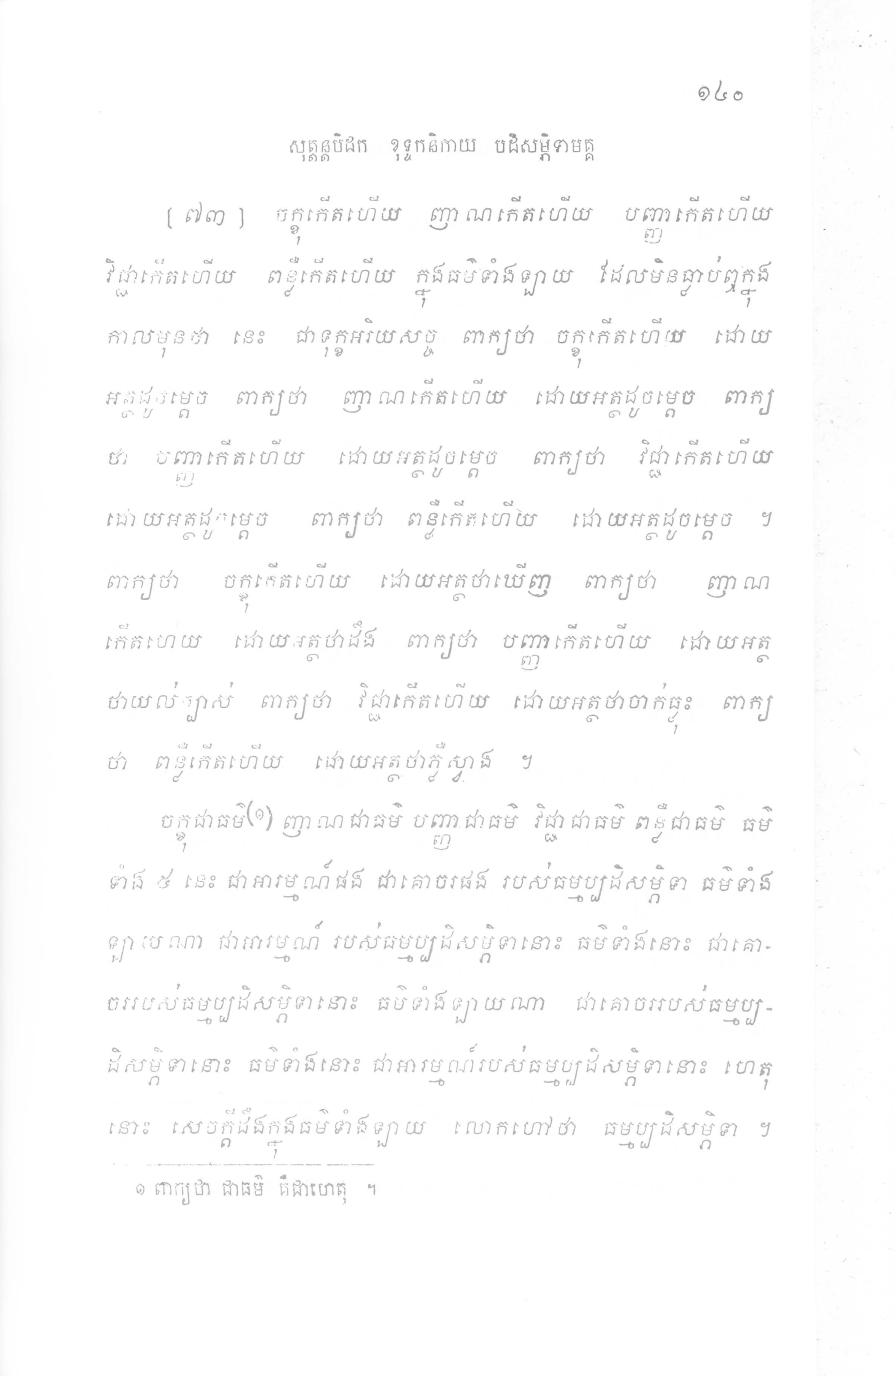 ១៤០
សុត្តន្តបិដក ខុទ្ទកនិកាយ បដិសម្ភិទាមគ្គ
[ ៧៣ ] ចក្ខុកើតហើយ ញាណកើតហើយ បញ្ញាកើតហើយ
វិជ្ជាកើតហើយ ពន្លឺកើតហើយ ក្នុងធម៌ទាំងឡាយ ដែលមិនធ្លាប់ឮក្នុង
កាលមុនថា នេះ ជាទុក្ខអរិយសច្ច ពាក្យថា ចក្ខុកើតហើយ ដោយ
អត្ថដូចម្តេច ពាក្យថា ញាណកើតហើយ ដោយអត្ថដូចម្តេច ពាក្យ
ថា បញ្ញាកើតហើយ ដោយអត្ថដូចម្តេច ពាក្យថា វិជ្ជាកើតហើយ
ដោយអត្ថដូចម្តេច ពាក្យថា ពន្លឺកើតហើយ ដោយអត្ថដូចម្តេច ។
ពាក្យថា ចក្ខុកើតហើយ ដោយអត្ថថាឃើញ ពាក្យថា ញាណ
កើតហើយ ដោយអត្ថថាដឹង ពាក្យថា បញ្ញាកើតហើយ ដោយអត្ថ
ថាយល់ច្បាស់ ពាក្យថា វិជ្ជាកើតហើយ ដោយអត្ថថាចាក់ធ្លុះ ពាក្យ
ថា ពន្លឺកើតហើយ ដោយអត្ថថាភ្លឺស្វាង ។
ចក្ខុជាធម៌(១) ញាណជាធម៌ បញ្ញាជាធម៌ វិជ្ជាជាធម៌ ពន្លឺជាធម៌ ធម៌
ទាំង ៥ នេះ ជាអារម្មណ៍ផង ជាគោចរផង របស់ធម្មប្បដិសម្ភិទា ធម៌ទាំង
ឡាយណា ជាអារម្មណ៍ របស់ធម្មប្បដិសម្ភិទានោះ ធម៌ទាំងនោះ ជាគោ-
ចររបស់ធម្មប្បដិសម្ភិទានោះ ធម៌ទាំងឡាយណា ជាគោចររបស់ធម្មប្ប-
ដិសម្ភិទានោះ ធម៌ទាំងនោះ ជាអារម្មណ៍របស់ធម្មប្បដិសម្ភិទានោះ ហេតុ
នោះ សេចក្តីដឹងក្នុងធម៌ទាំងឡាយ លោកហៅថា ធម្មប្បដិសម្ភិទា ។
១ ពាក្យថា ជាធម៌ គឺជាហេតុ ។